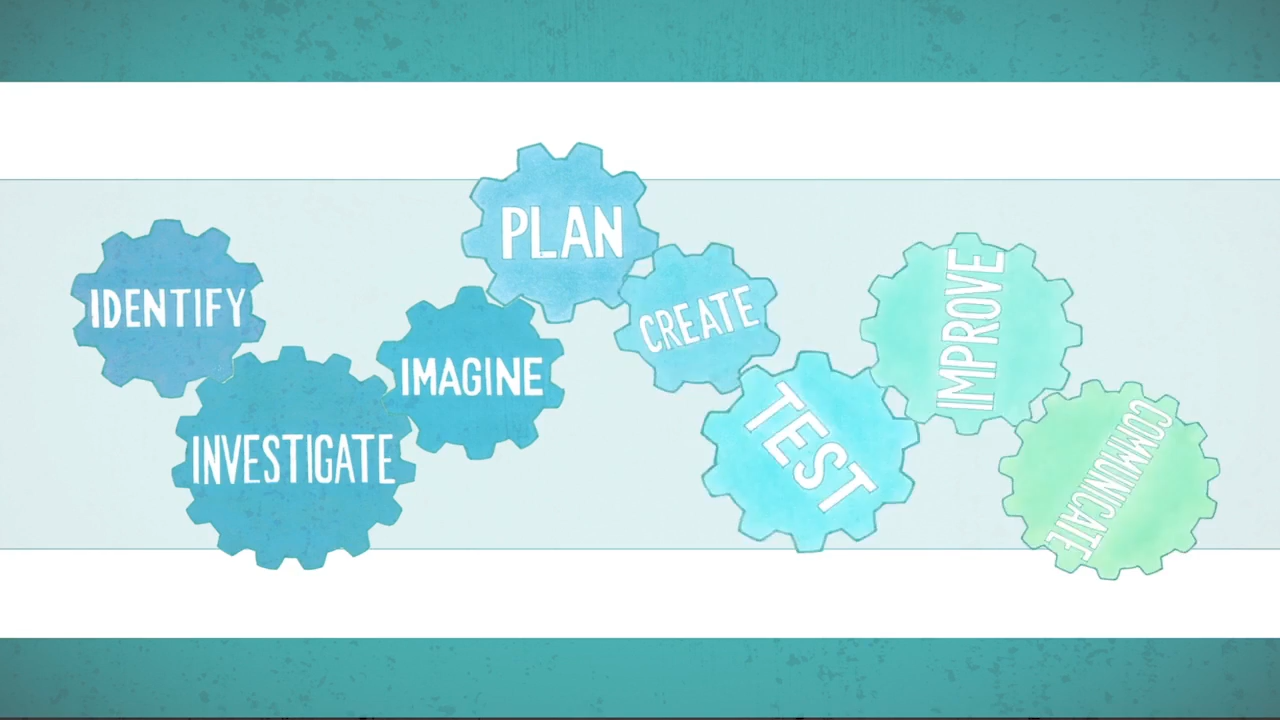 IDENTIFY
INVESTIGATE
IMAGINE
PLAN
CREATE
TEST
IMPROVE
COMMUNICATE